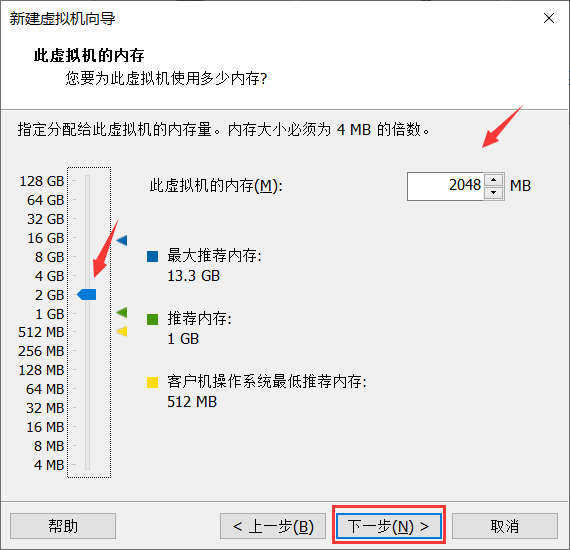 新建虚拟机向导
此虚拟机的内存
您要为此虚拟机使用多少内存?
指定分配给此虚拟机的内存量。内存大小必须为 4 MB 的倍数。
128 GB
64 GB
32 GB
16 GB
8 GB
4 GB
2 GB
1 GB
512 MB
256 MB
128 MB
64 MB
32 MB
16 MB
8 MB
4 MB
此虚拟机的内存(M): 2048 MB
最大推荐内存:
13.3 GB
推荐内存:
1 GB
客户机操作系统最低推荐内存:
512 MB
帮助 < 上一步(B) 下一步(N) > 取消